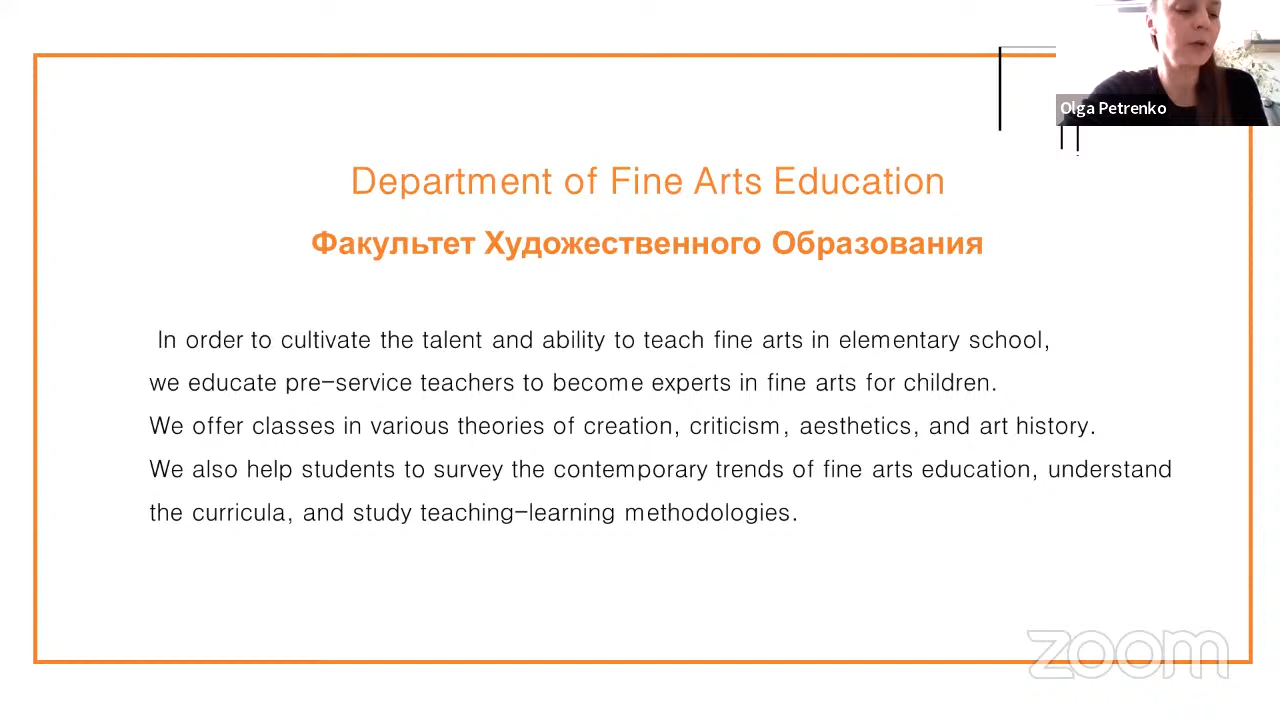 Olga Petrenko
Department of Fine Arts Education
Факультет Художественного Образования
In order to cultivate the talent and ability to teach fine arts in elementary school,
we educate pre-service teachers to become experts in fine arts for children.
We offer classes in various theories of creation, criticism, aesthetics, and art history.
We also help students to survey the contemporary trends of fine arts education, understand
the curricula, and study teaching-learning methodologies.
zoom